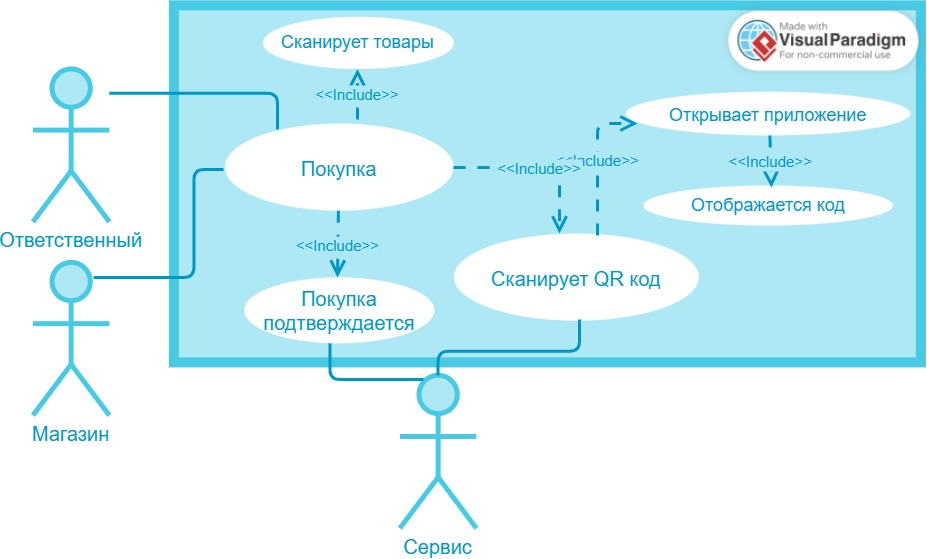 Made with
Visual Paradigm
For non-commercial use
Сканирует товары
<<Include>>
Открывает приложение
Покупка
<<Include>>
<<Include>>
<<Include>>
Отображается код
Ответственный
<<Include>>
Сканирует QR код
Покупка
подтверждается
Магазин
Сервис